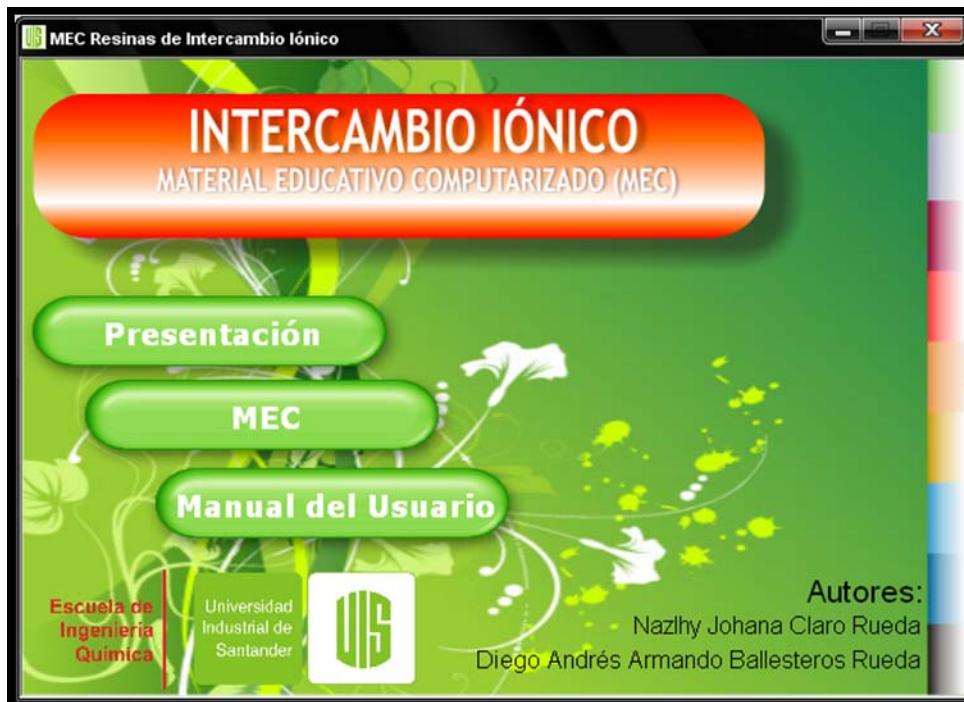 MEC Resinas de Intercambio Iónico
INTERCAMBIO IÓNICO
MATERIAL EDUCATIVO COMPUTARIZADO (MEC)
Presentación
MEC
Manual del Usuario
Escuela de
Ingeniería
Química
Universidad
Industrial de
Santander
UIS
Autores:
Nazlhy Johana Claro Rueda
Diego Andrés Armando Ballesteros Rueda